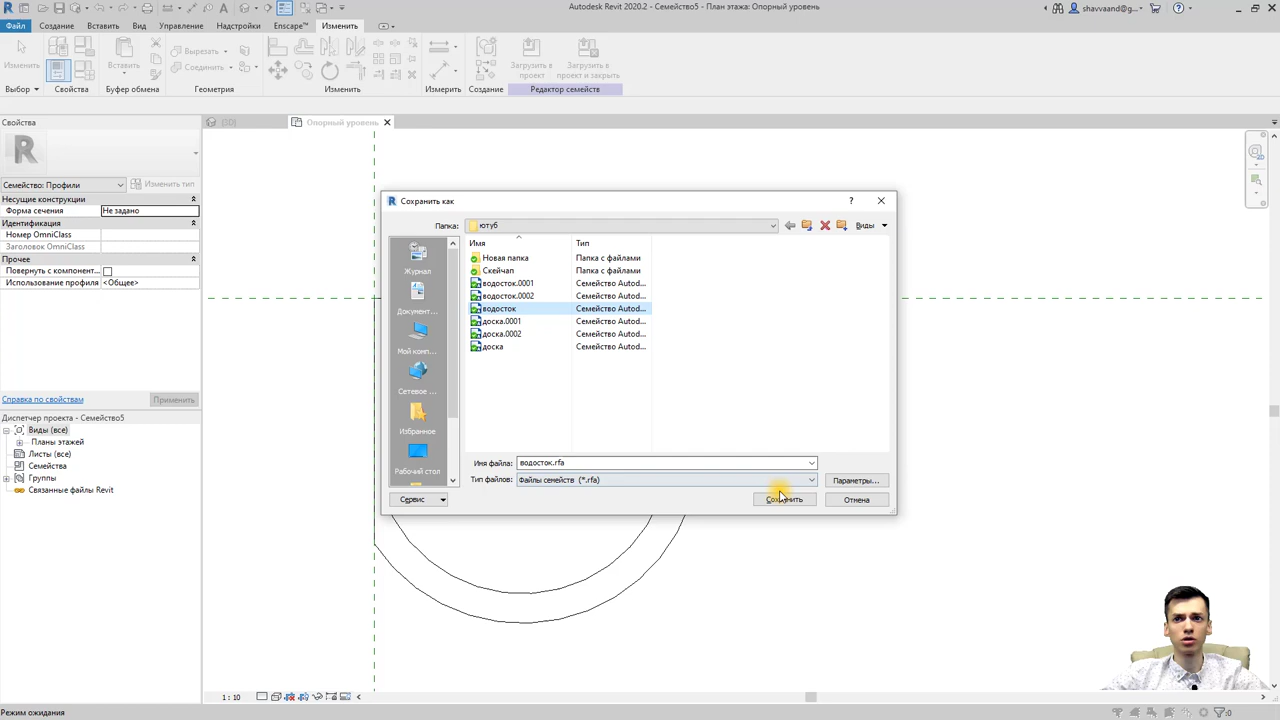 Autodesk Revit 2020.2 - Семейство5 - План этажа: Опорный уровень
shavvaand@g...
Файл Создание Вставить Вид Управление Надстройки Enscape™ Изменить
Изменить
Вставить
Вырезать
Соединить
Загрузить в проект
Загрузить в проект и закрыть
Выбор Свойства Буфер обмена Геометрия Изменить Измерить Создание Редактор семейств
Свойства
{3D} Опорный уровень
Семейство: Профили Изменить тип
Несущие конструкции
Форма сечения Не задано
Идентификация
Номер OmniClass
Заголовок OmniClass
Прочее
Повернуть с компонент...
Использование профиля <Общее>
Справка по свойствам Применить
Диспетчер проекта - Семейство5
Виды (все)
Планы этажей
Листы (все)
Семейства
Группы
Связанные файлы Revit
Сохранить как
Папка: ютуб Виды
Имя Тип
Новая папка Папка с файлами
Скейчап Папка с файлами
водосток.0001 Семейство Autod...
водосток.0002 Семейство Autod...
водосток Семейство Autod...
доска.0001 Семейство Autod...
доска.0002 Семейство Autod...
доска Семейство Autod...
Журнал
Документ...
Мой комп...
Сетевое ...
Избранное
Рабочий стол
Имя файла: водосток.rfa
Тип файлов: Файлы семейств (*.rfa) Параметры...
Сервис Сохранить Отмена
1 : 10
Режим ожидания
:0